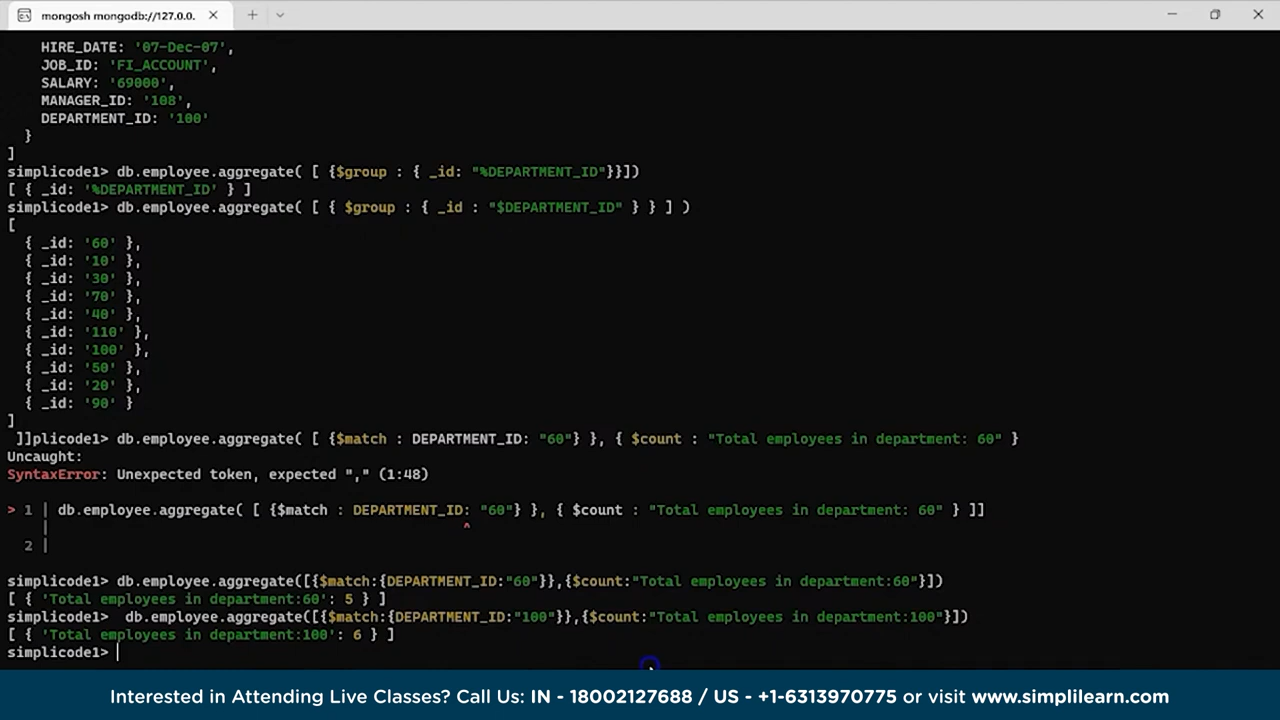 mongosh mongodb://127.0.0.
HIRE_DATE: '07-Dec-07',
JOB_ID: 'FI_ACCOUNT',
SALARY: '69000',
MANAGER_ID: '108',
DEPARTMENT_ID: '100'
}
]
simplicode1> db.employee.aggregate( [ {$group : { _id: "%DEPARTMENT_ID"}}])
[ { _id: '%DEPARTMENT_ID' } ]
simplicode1> db.employee.aggregate( [ { $group : { _id : "$DEPARTMENT_ID" } } ] )
[
{ _id: '60' },
{ _id: '10' },
{ _id: '30' },
{ _id: '70' },
{ _id: '40' },
{ _id: '110' },
{ _id: '100' },
{ _id: '50' },
{ _id: '20' },
{ _id: '90' }
]
]]plicode1> db.employee.aggregate( [ {$match : DEPARTMENT_ID: "60"} }, { $count : "Total employees in department: 60" }
Uncaught:
SyntaxError: Unexpected token, expected "," (1:48)
> 1 | db.employee.aggregate( [ {$match : DEPARTMENT_ID: "60"} }, { $count : "Total employees in department: 60" } ]]
| ^
2 |
simplicode1> db.employee.aggregate([{$match:{DEPARTMENT_ID:"60"}},{$count:"Total employees in department:60"}])
[ { 'Total employees in department:60': 5 } ]
simplicode1>  db.employee.aggregate([{$match:{DEPARTMENT_ID:"100"}},{$count:"Total employees in department:100"}])
[ { 'Total employees in department:100': 6 } ]
simplicode1>
Interested in Attending Live Classes? Call Us: IN - 18002127688 / US - +1-6313970775 or visit www.simplilearn.com